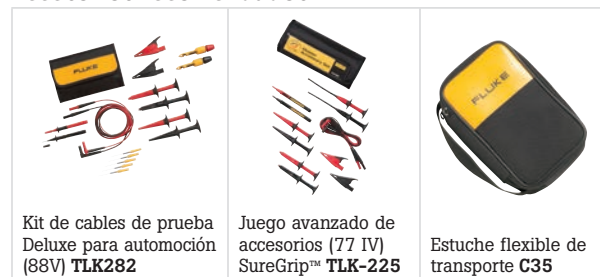 FLUKE
FLUKE
Kit de cables de prueba
Deluxe para automoción
(88V) TLK282
Juego avanzado de
accesorios (77 IV)
SureGrip™ TLK-225
Estuche flexible de
transporte C35